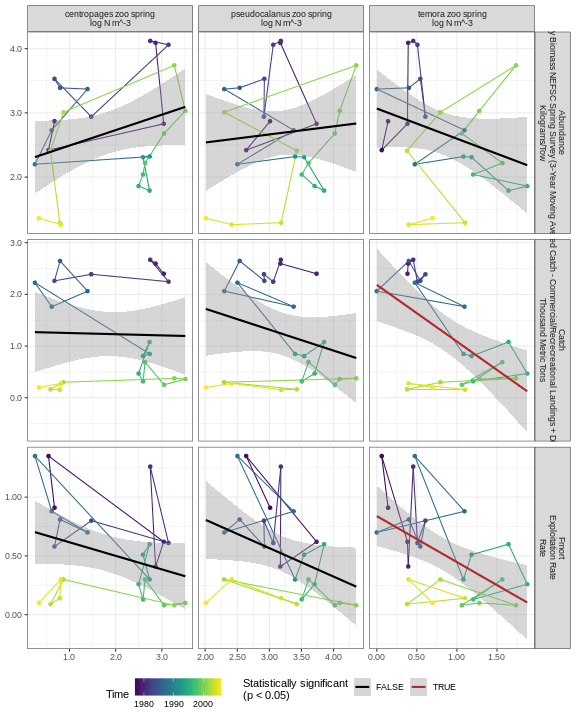 centropages zoo spring
log N m^-3
pseudocalanus zoo spring
log N m^-3
temora zoo spring
log N m^-3
4.0
3.0
2.0
Abundance
y Biomass NEFSC Spring Survey (3-Year Moving Ave
Kilograms/Tow
3.0
2.0
1.0
0.0
Catch
ed Catch - Commercial/Recrecreational Landings + D
Thousand Metric Tons
1.00
0.50
0.00
Fmort
Exploitation Rate
Rate
1.0 2.0 3.0
2.00 2.50 3.00 3.50 4.00
0.00 0.50 1.00 1.50
Time
1980 1990 2000
Statistically significant
(p < 0.05)
FALSE
TRUE